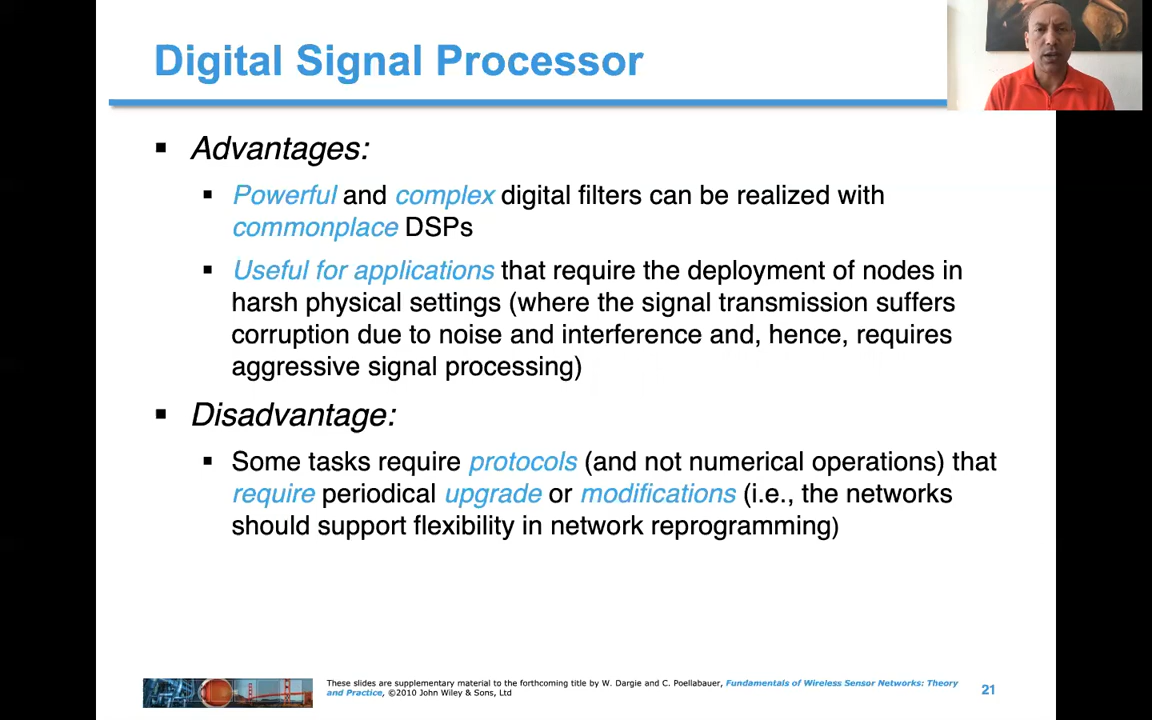 Digital Signal Processor
▪ Advantages:
▪ Powerful and complex digital filters can be realized with
commonplace DSPs
▪ Useful for applications that require the deployment of nodes in
harsh physical settings (where the signal transmission suffers
corruption due to noise and interference and, hence, requires
aggressive signal processing)
▪ Disadvantage:
▪ Some tasks require protocols (and not numerical operations) that
require periodical upgrade or modifications (i.e., the networks
should support flexibility in network reprogramming)
These slides are supplementary material to the forthcoming title by W. Dargie and C. Poellabauer, Fundamentals of Wireless Sensor Networks: Theory
and Practice, ©2010 John Wiley & Sons, Ltd
21